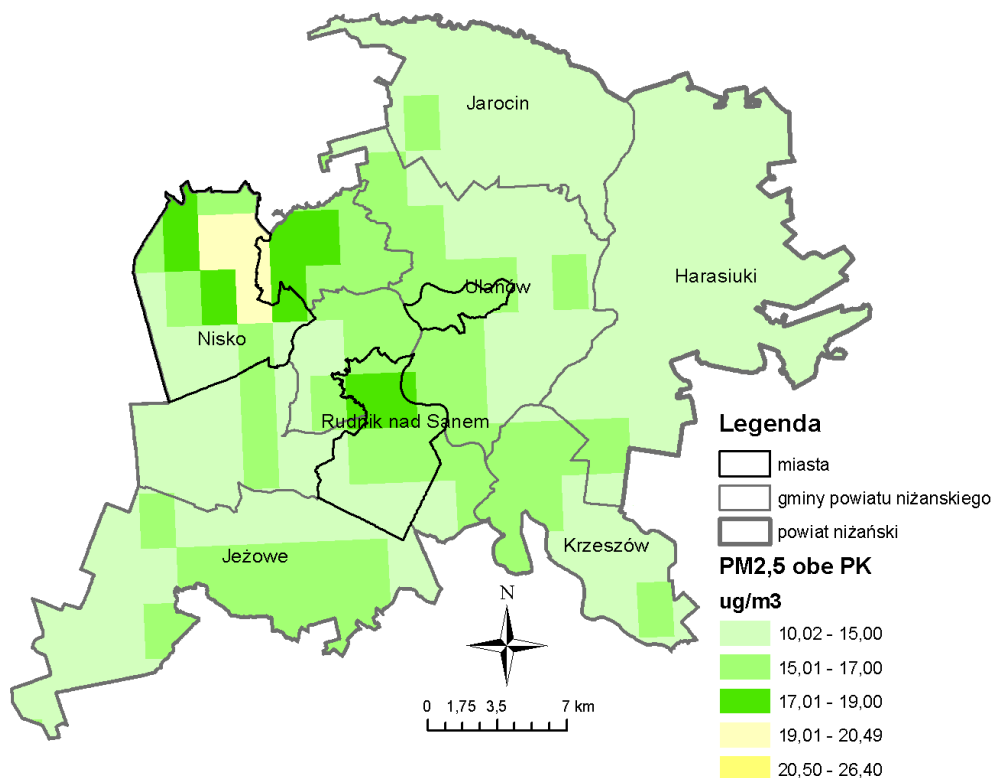 Jarocin
Harasiuki
Ulanów
Nisko
Rudnik nad Sanem
Jeżowe
Krzeszów
N
0 1,75 3,5 7 km
Legenda
miasta
gminy powiatu niżanskiego
powiat niżański
PM2,5 obe PK
ug/m3
10,02 - 15,00
15,01 - 17,00
17,01 - 19,00
19,01 - 20,49
20,50 - 26,40